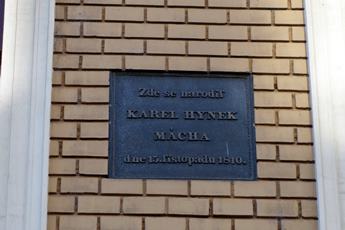 Zde se narodil
KAREL HYNEK
MÁCHA
dne 15. listopadu 1810.